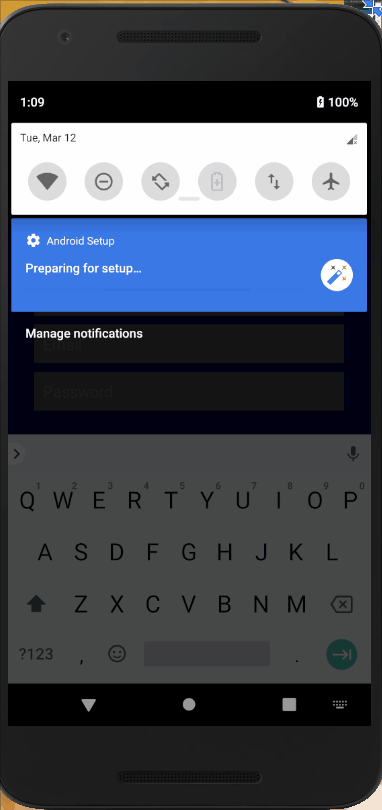 1:09 100%
Tue, Mar 12
Android Setup
Preparing for setup…
Manage notifications
Email
Password
1 2 3 4 5 6 7 8 9 0
Q W E R T Y U I O P
A S D F G H J K L
Z X C V B N M
?123 , .